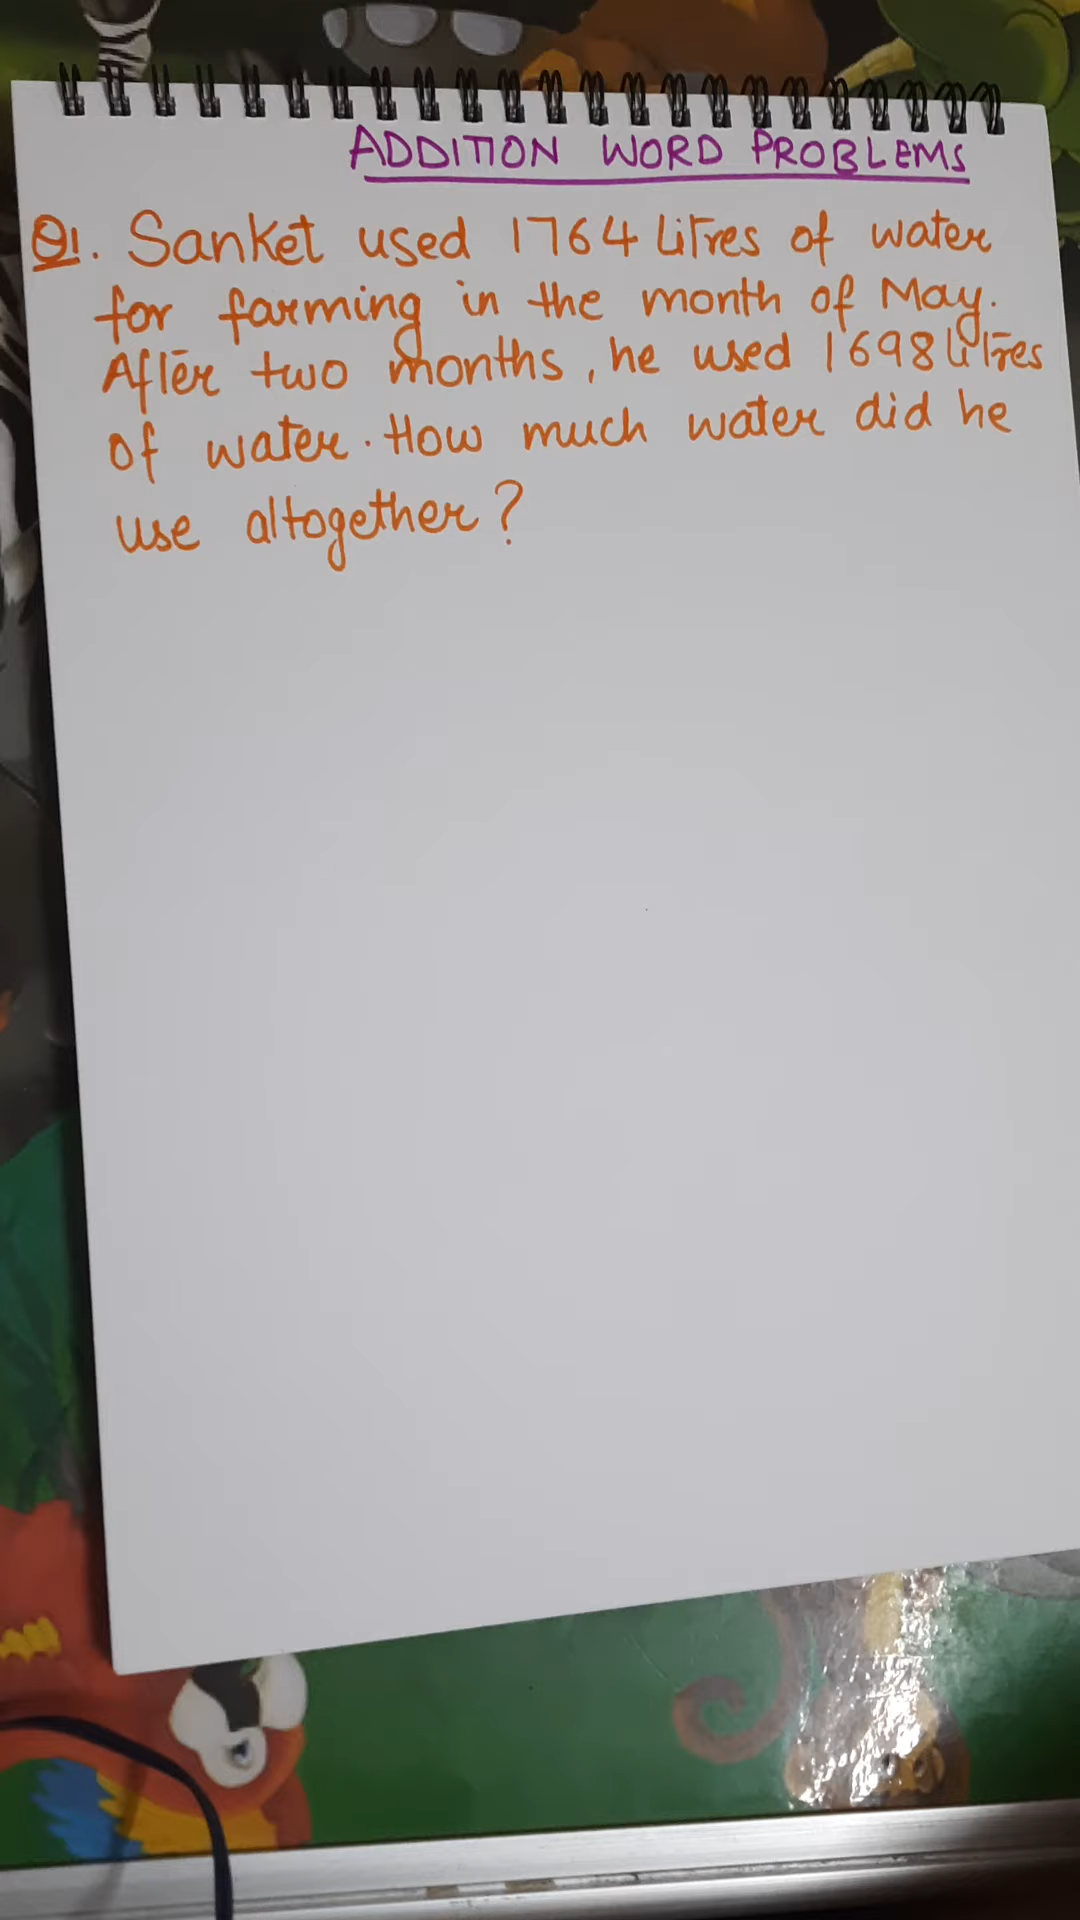 ADDITION WORD PROBLEMS
Q1. Sanket used 1764 Litres of water
for farming in the month of May.
After two months, he used 1698 litres
of water. How much water did he
use altogether?